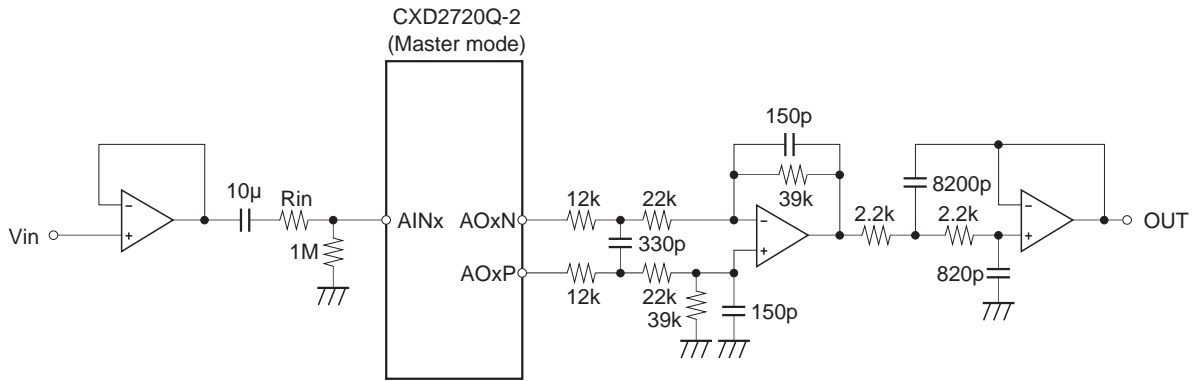 CXD2720Q-2
(Master mode)
Vin
−
+
10µ
Rin
1M
AINx
AOxN
AOxP
12k
22k
330p
12k
22k
39k
150p
150p
39k
−
+
2.2k
8200p
2.2k
820p
−
+
OUT